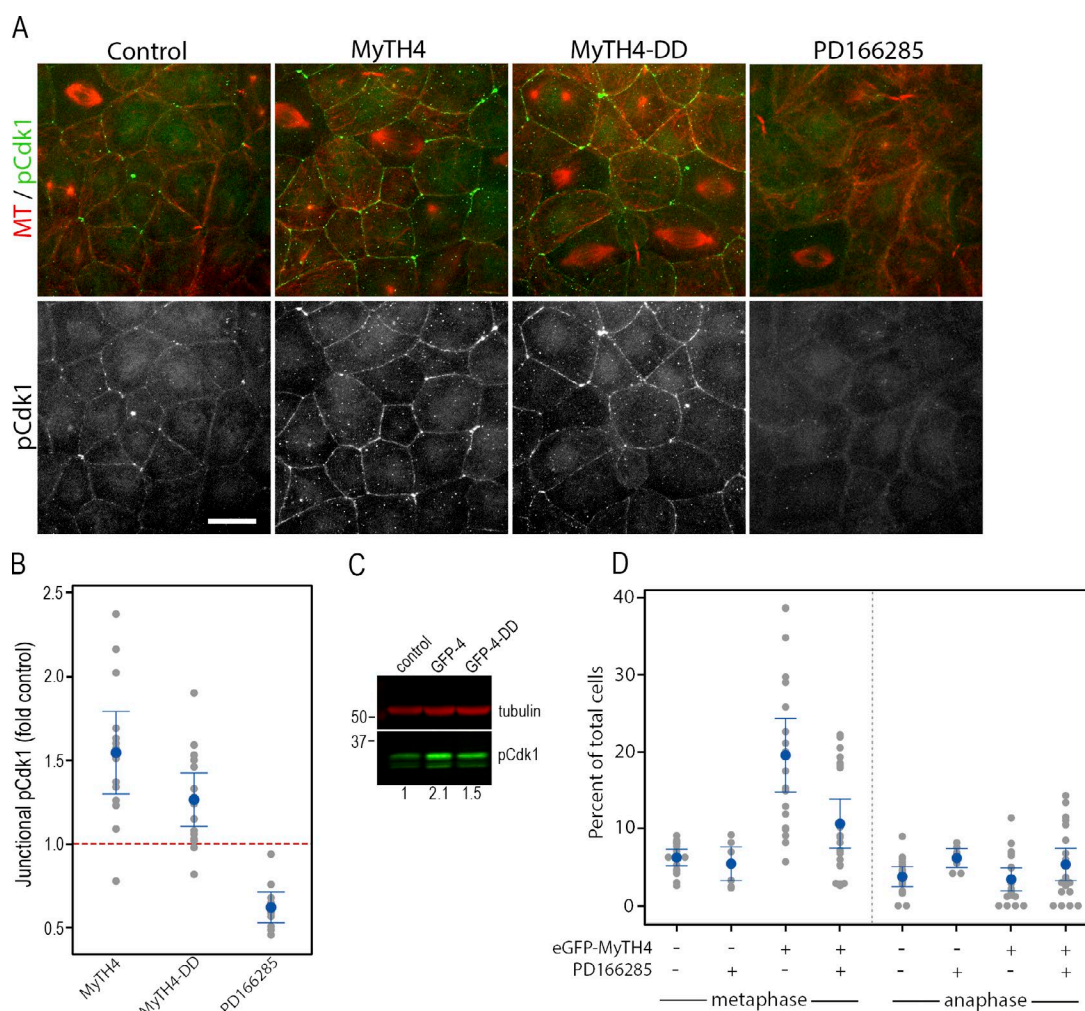 A
Control MyTH4 MyTH4-DD PD166285
MT / pCdk1
pCdk1
B
Junctional pCdk1 (fold control)
2.5
2.0
1.5
1.0
0.5
MyTH4 MyTH4-DD PD166285
C
control GFP-4 GFP-4-DD
50 – tubulin
37 –
pCdk1
1 2.1 1.5
D
Percent of total cells
40
30
20
10
0
eGFP-MyTH4 - - + + - - + +
PD166285 - + - + - + - +
metaphase anaphase